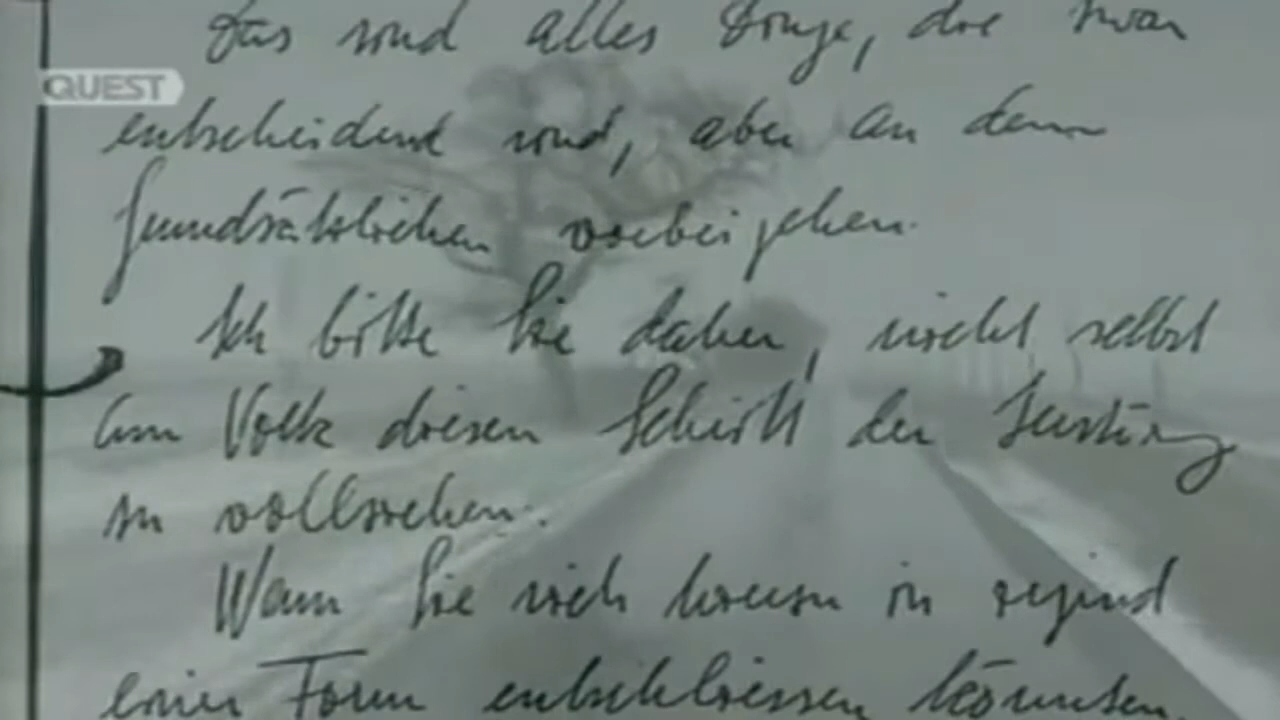 QUEST
Das sind alles Dinge, die zwar
entscheidend sind, aber an dem
Grundsätzlichen vorbeigehen.
Ich bitte Sie daher, nicht selbst
am Volk diesen Schritt der Zerstörung
zu vollziehen.
Wenn Sie sich hierzu in irgend
einer Form entschliessen könnten,